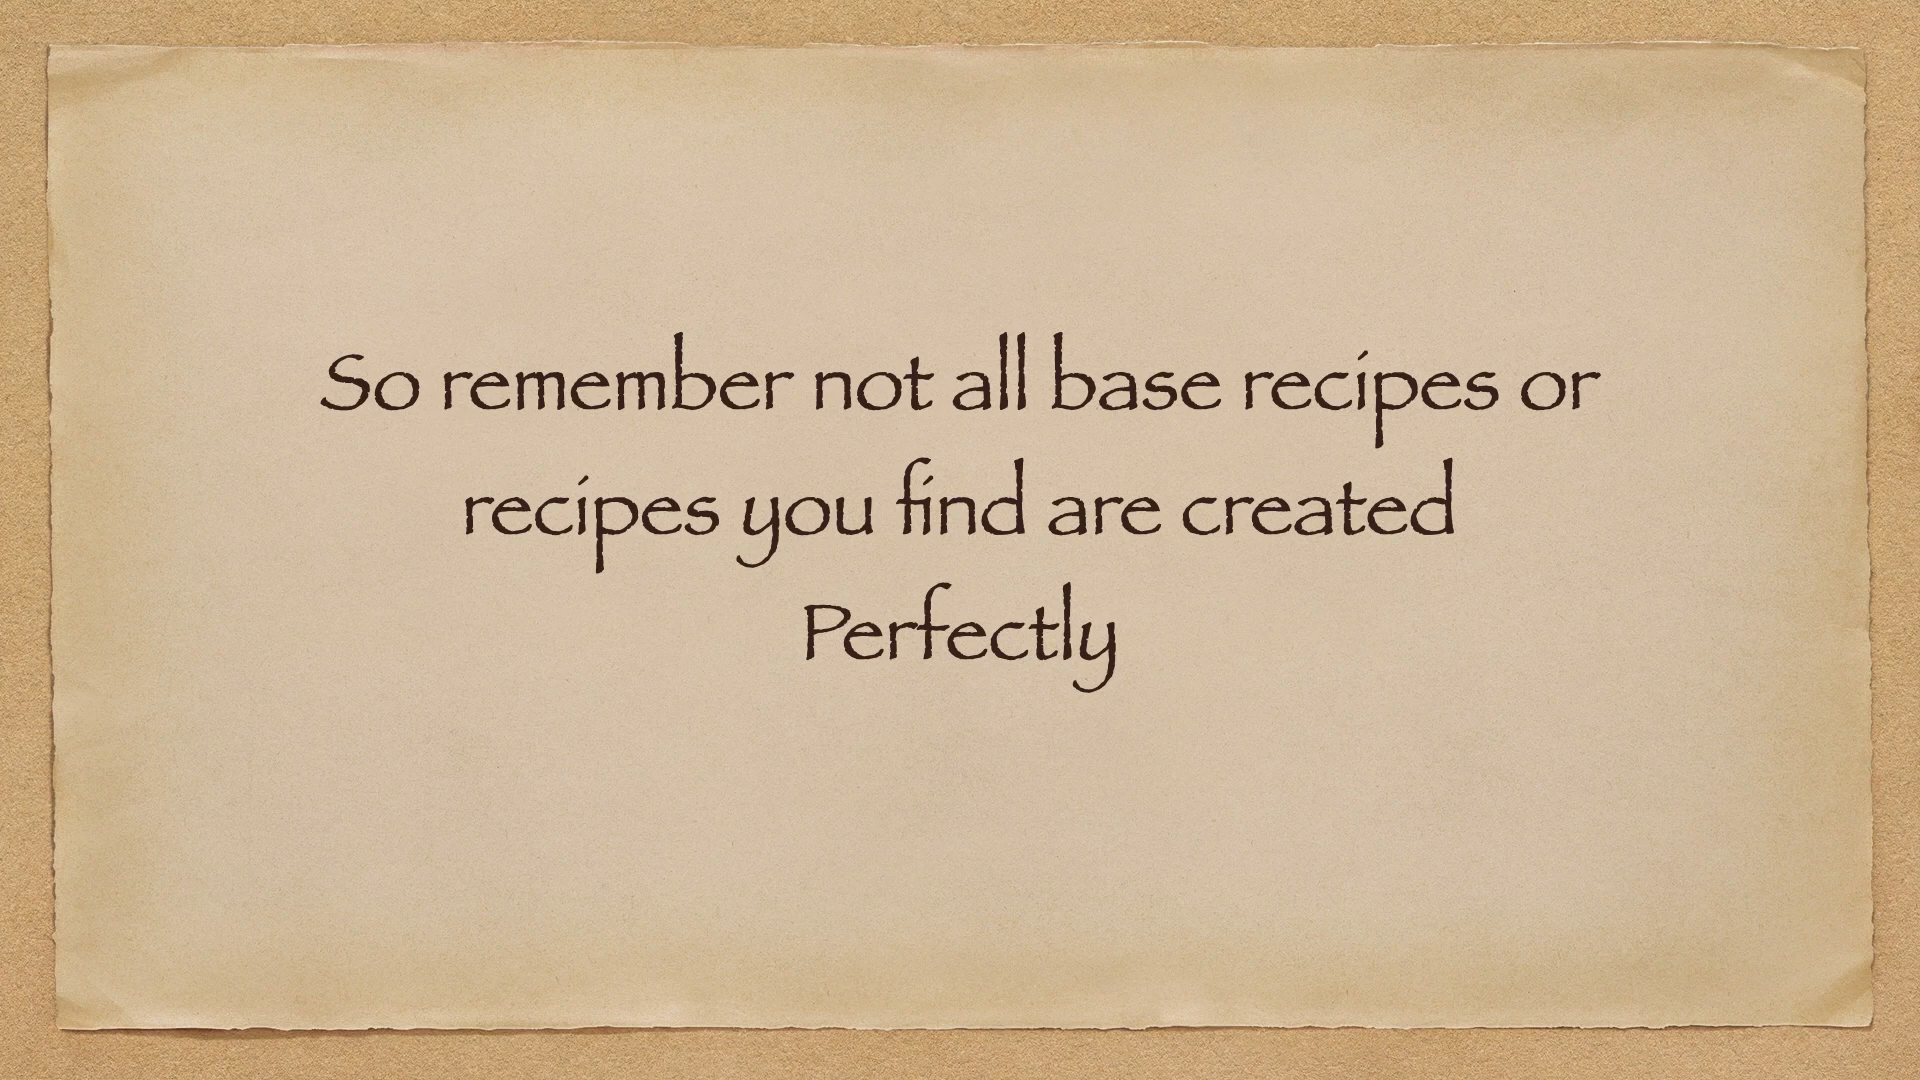 So remember not all base recipes or
recipes you find are created
Perfectly